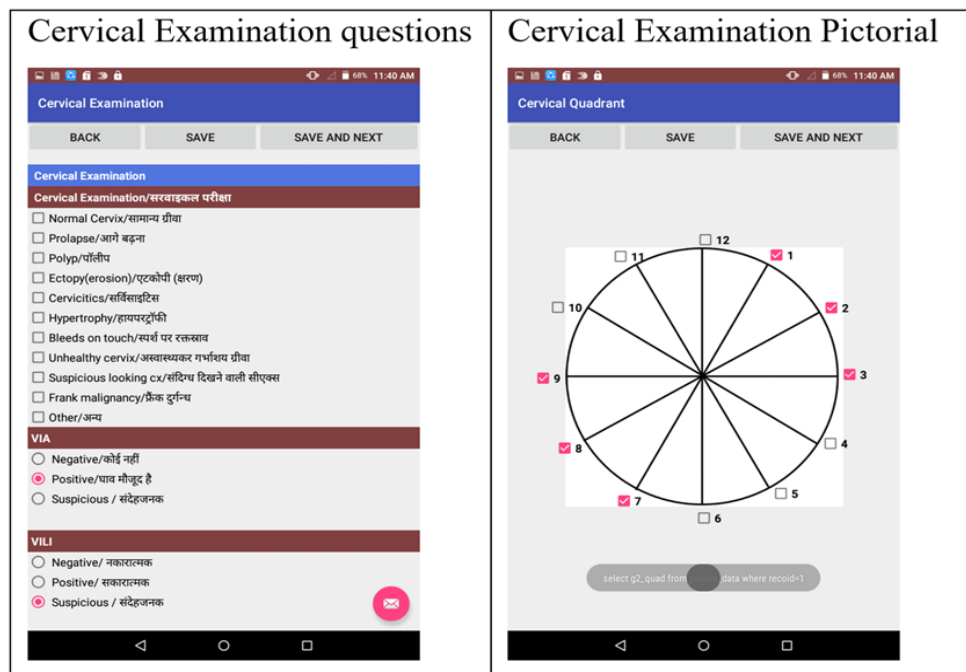 Cervical Examination questions
68% 11:40 AM
Cervical Examination
BACK SAVE SAVE AND NEXT
Cervical Examination
Cervical Examination/सरवाइकल परीक्षा
Normal Cervix/सामान्य ग्रीवा
Prolapse/आगे बढ़ना
Polyp/पॉलीप
Ectopy(erosion)/एटकोपी (क्षरण)
Cervicitics/सर्विसाइटिस
Hypertrophy/हायपरट्रॉफी
Bleeds on touch/स्पर्श पर रक्तस्राव
Unhealthy cervix/अस्वास्थ्यकर गर्भाशय ग्रीवा
Suspicious looking cx/संदिग्ध दिखने वाली सीएक्स
Frank malignancy/फ्रैंक दुर्गन्ध
Other/अन्य
VIA
Negative/कोई नहीं
Positive/घाव मौजूद है
Suspicious / संदेहजनक
VILI
Negative/ नकारात्मक
Positive/ सकारात्मक
Suspicious / संदेहजनक
Cervical Examination Pictorial
68% 11:40 AM
Cervical Quadrant
BACK SAVE SAVE AND NEXT
12
11 1
10 2
9 3
8 4
7 5
6
select g2_quad from data where recoid=1